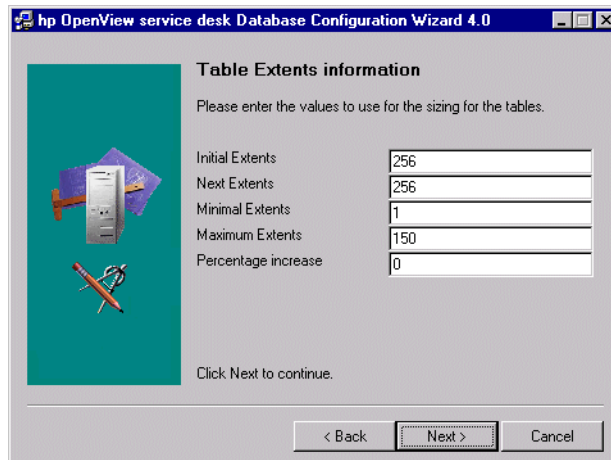 hp OpenView service desk Database Configuration Wizard 4.0
Table Extents information
Please enter the values to use for the sizing for the tables.
Initial Extents 256
Next Extents 256
Minimal Extents 1
Maximum Extents 150
Percentage increase 0
Click Next to continue.
< Back Next > Cancel